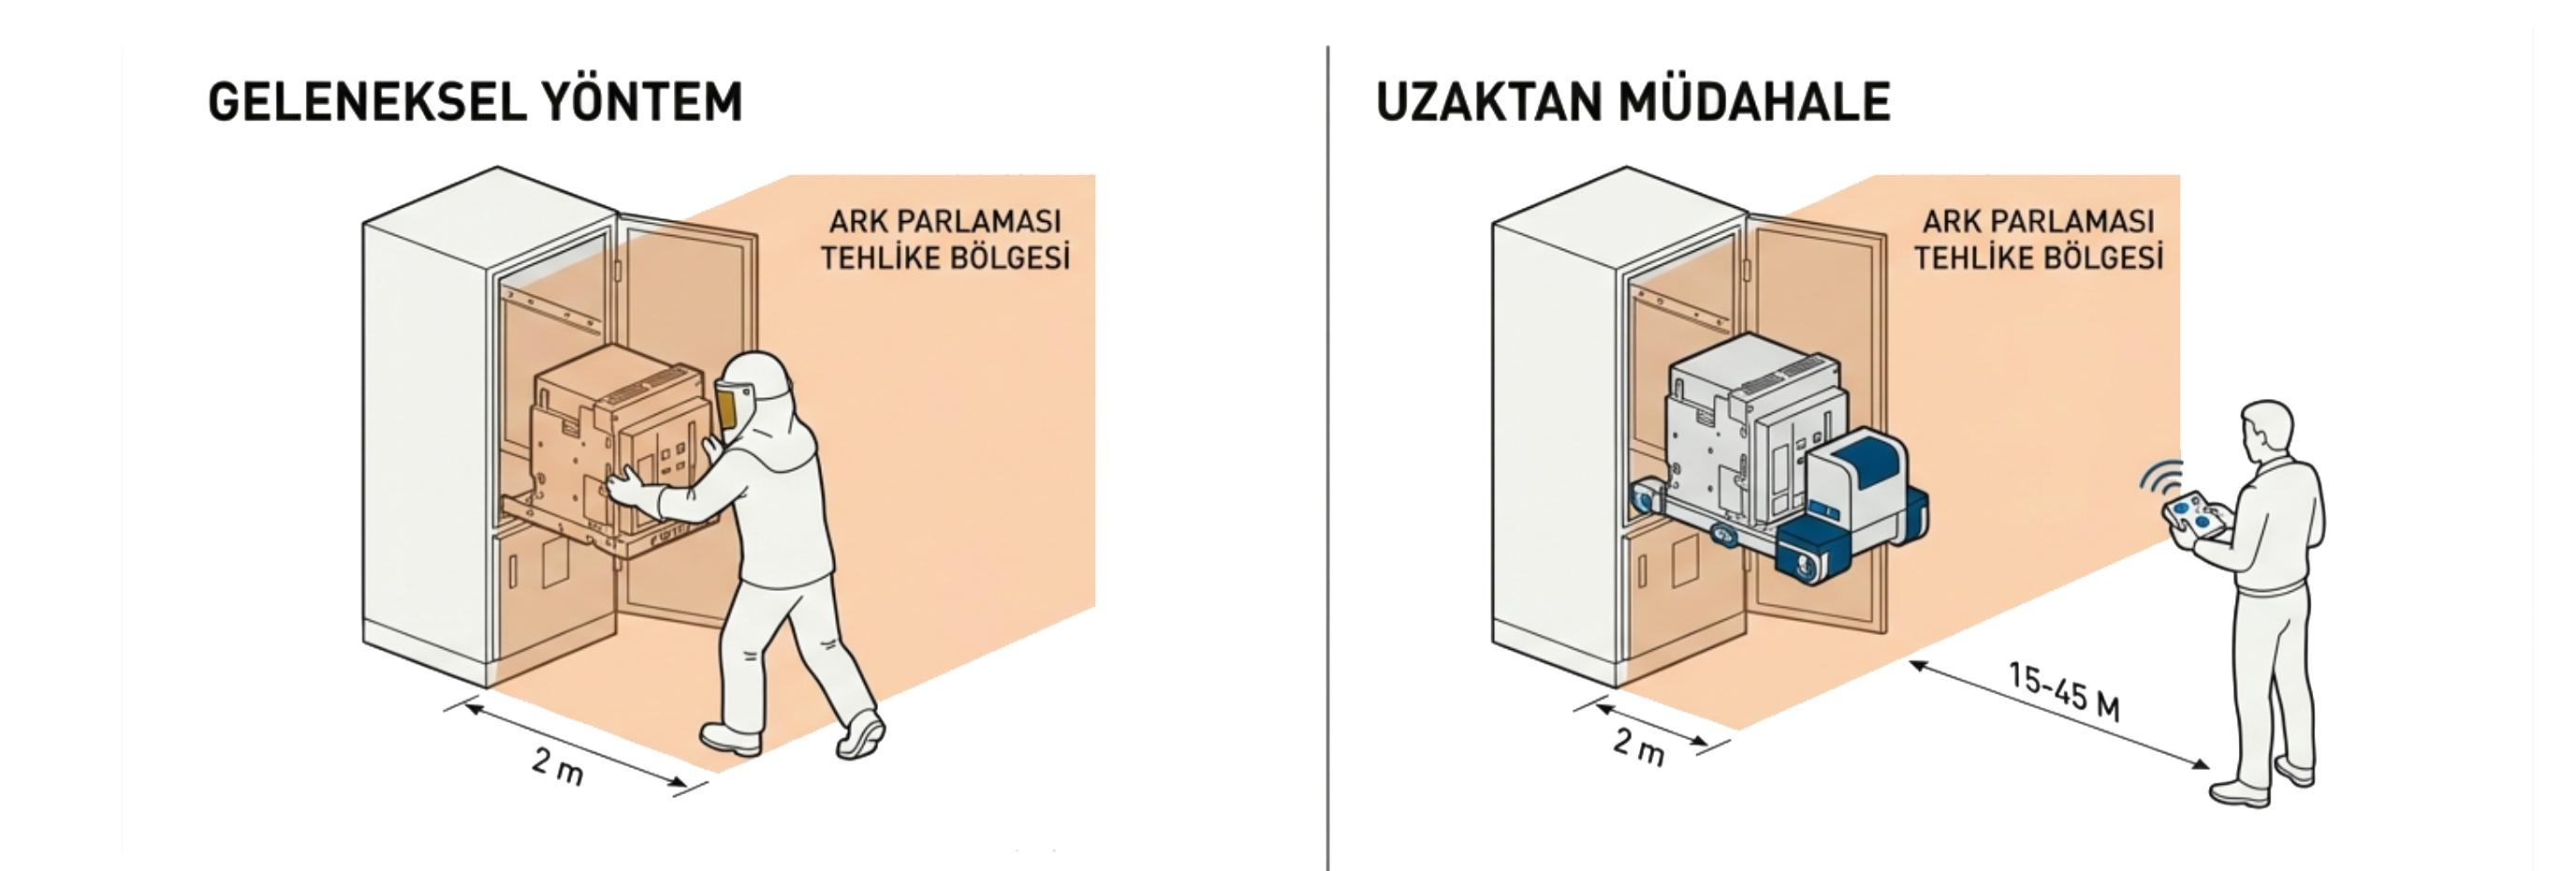 GELENEKSEL YÖNTEM
ARK PARLAMASI
TEHLİKE BÖLGESİ
2 m
UZAKTAN MÜDAHALE
ARK PARLAMASI
TEHLİKE BÖLGESİ
15-45 M
2 m